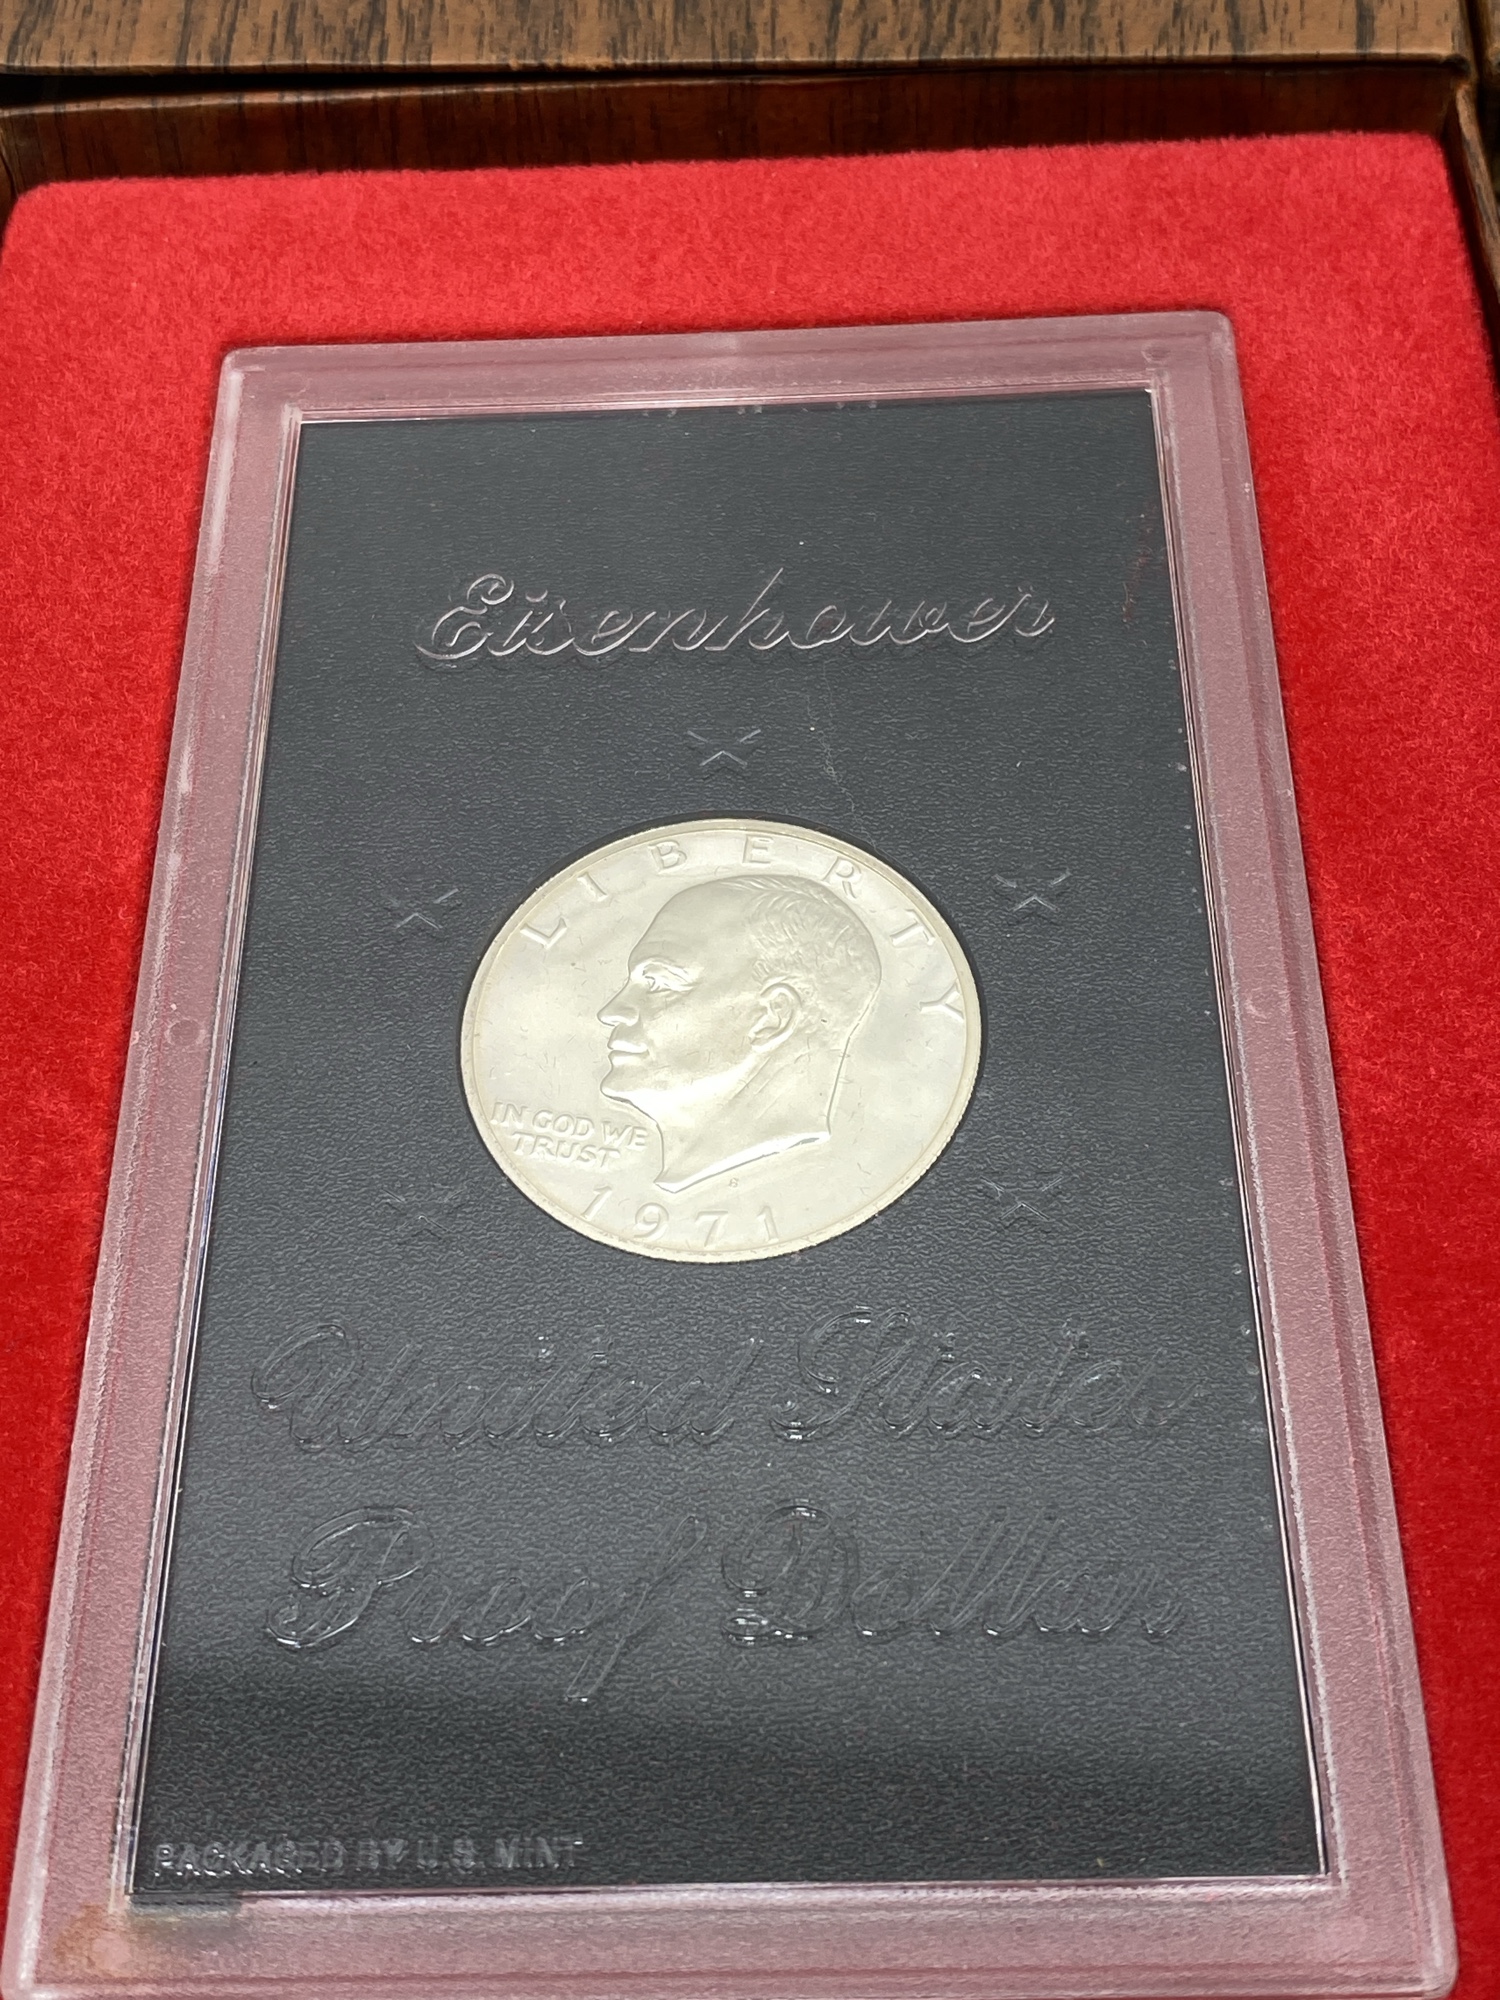 Eisenhower
LIBERTY
IN GOD WE
TRUST
1971
United States
Proof Dollar
PACKAGED BY U.S. MINT